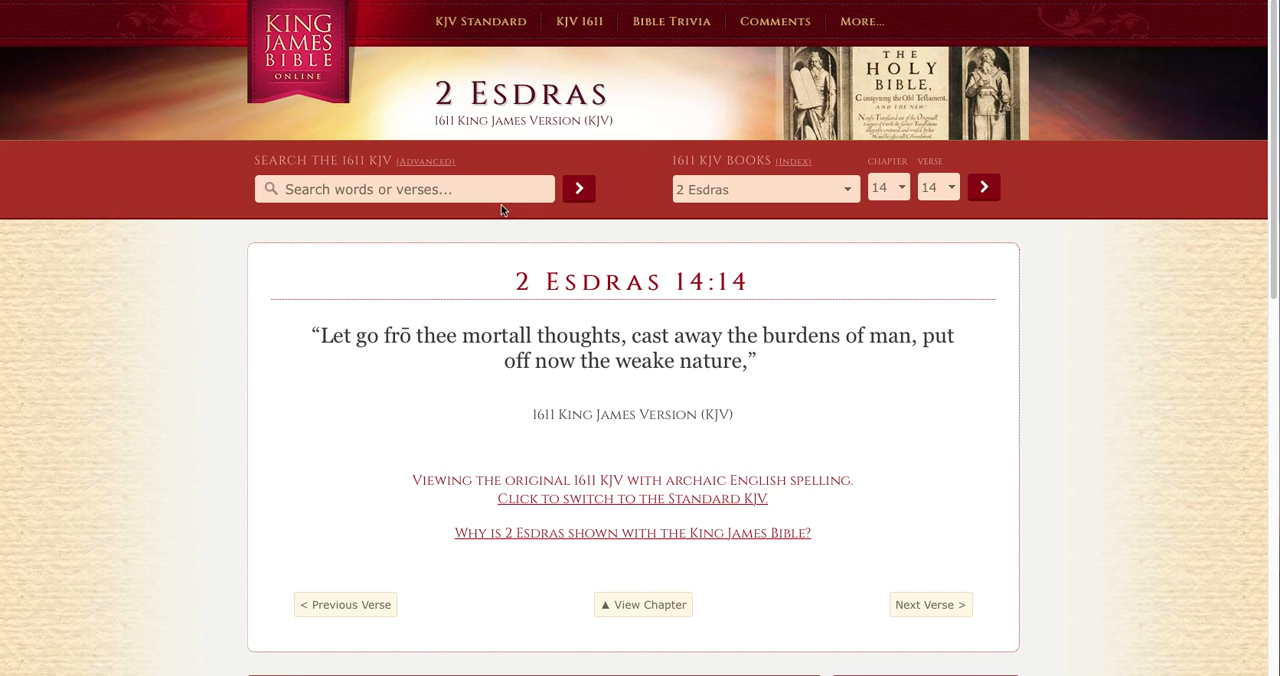 KING
JAMES
BIBLE
ONLINE
KJV Standard
KJV 1611
Bible Trivia
Comments
More...
2 Esdras
1611 King James Version (KJV)
THE
HOLY
BIBLE,
Search the 1611 KJV (Advanced)
Search words or verses...
1611 KJV Books (Index)
Chapter
Verse
2 Esdras
14
14
2 Esdras 14:14
“Let go frō thee mortall thoughts, cast away the burdens of man, put
off now the weake nature,”
1611 King James Version (KJV)
Viewing the original 1611 KJV with archaic English spelling.
Click to switch to the Standard KJV.
Why is 2 Esdras shown with the King James Bible?
< Previous Verse
▲ View Chapter
Next Verse >